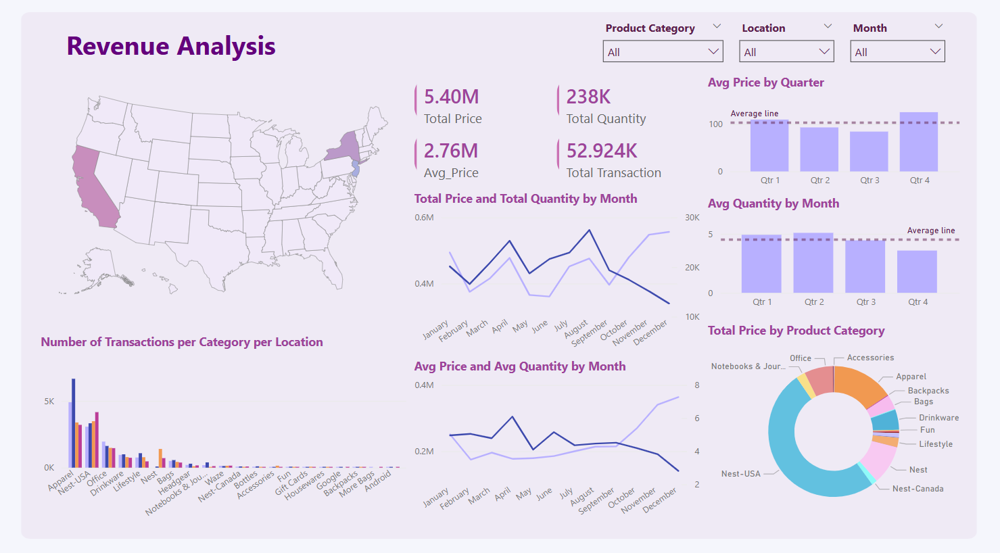 Revenue Analysis
Product Category
All
Location
All
Month
All
5.40M
Total Price
238K
Total Quantity
2.76M
Avg_Price
52.924K
Total Transaction
Avg Price by Quarter
Average line
100
0
Qtr 1 Qtr 2 Qtr 3 Qtr 4
Total Price and Total Quantity by Month
0.6M
0.4M
30K
20K
10K
January February March April May June July August September October November December
Avg Quantity by Month
Average line
5
0
Qtr 1 Qtr 2 Qtr 3 Qtr 4
Number of Transactions per Category per Location
5K
0K
Apparel Nest-USA Office Drinkware Lifestyle Nest Bags Headgear Notebooks & Jou... Waze Nest-Canada Bottles Accessories Fun Gift Cards Housewares Google Backpacks More Bags Android
Avg Price and Avg Quantity by Month
0.4M
0.2M
8
6
4
2
January February March April May June July August September October November December
Total Price by Product Category
Office
Accessories
Notebooks & Jour...
Apparel
Backpacks
Bags
Drinkware
Fun
Lifestyle
Nest
Nest-USA
Nest-Canada